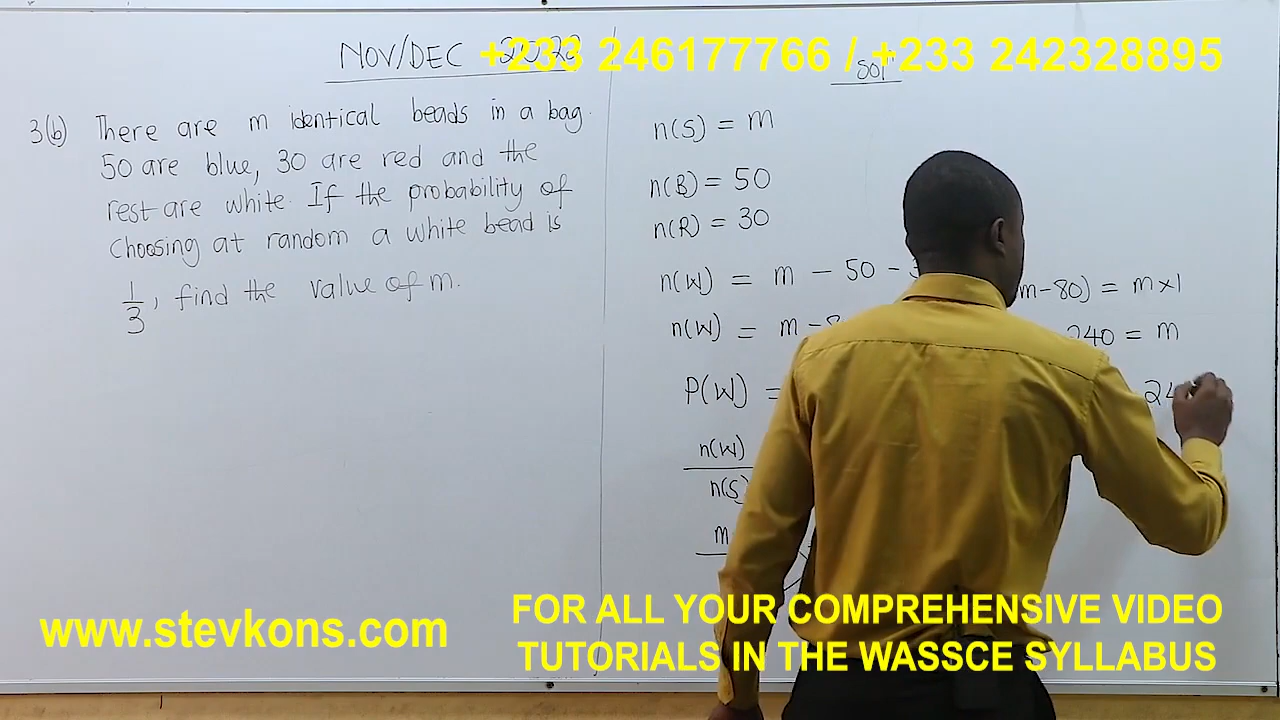 NOV/DEC
+233 246177766 / +233 242328895
3(b) There are m identical beads in a bag.
50 are blue, 30 are red and the
rest are white. If the probability of
choosing at random a white bead is
1/3, find the value of m.
Solⁿ
n(S) = m
n(B) = 50
n(R) = 30
n(W) = m - 50 -
n(W) = m - 8
P(W) =
n(W)
n(S)
m
m-80) = m×1
240 = m
24
www.stevkons.com
FOR ALL YOUR COMPREHENSIVE VIDEO
TUTORIALS IN THE WASSCE SYLLABUS